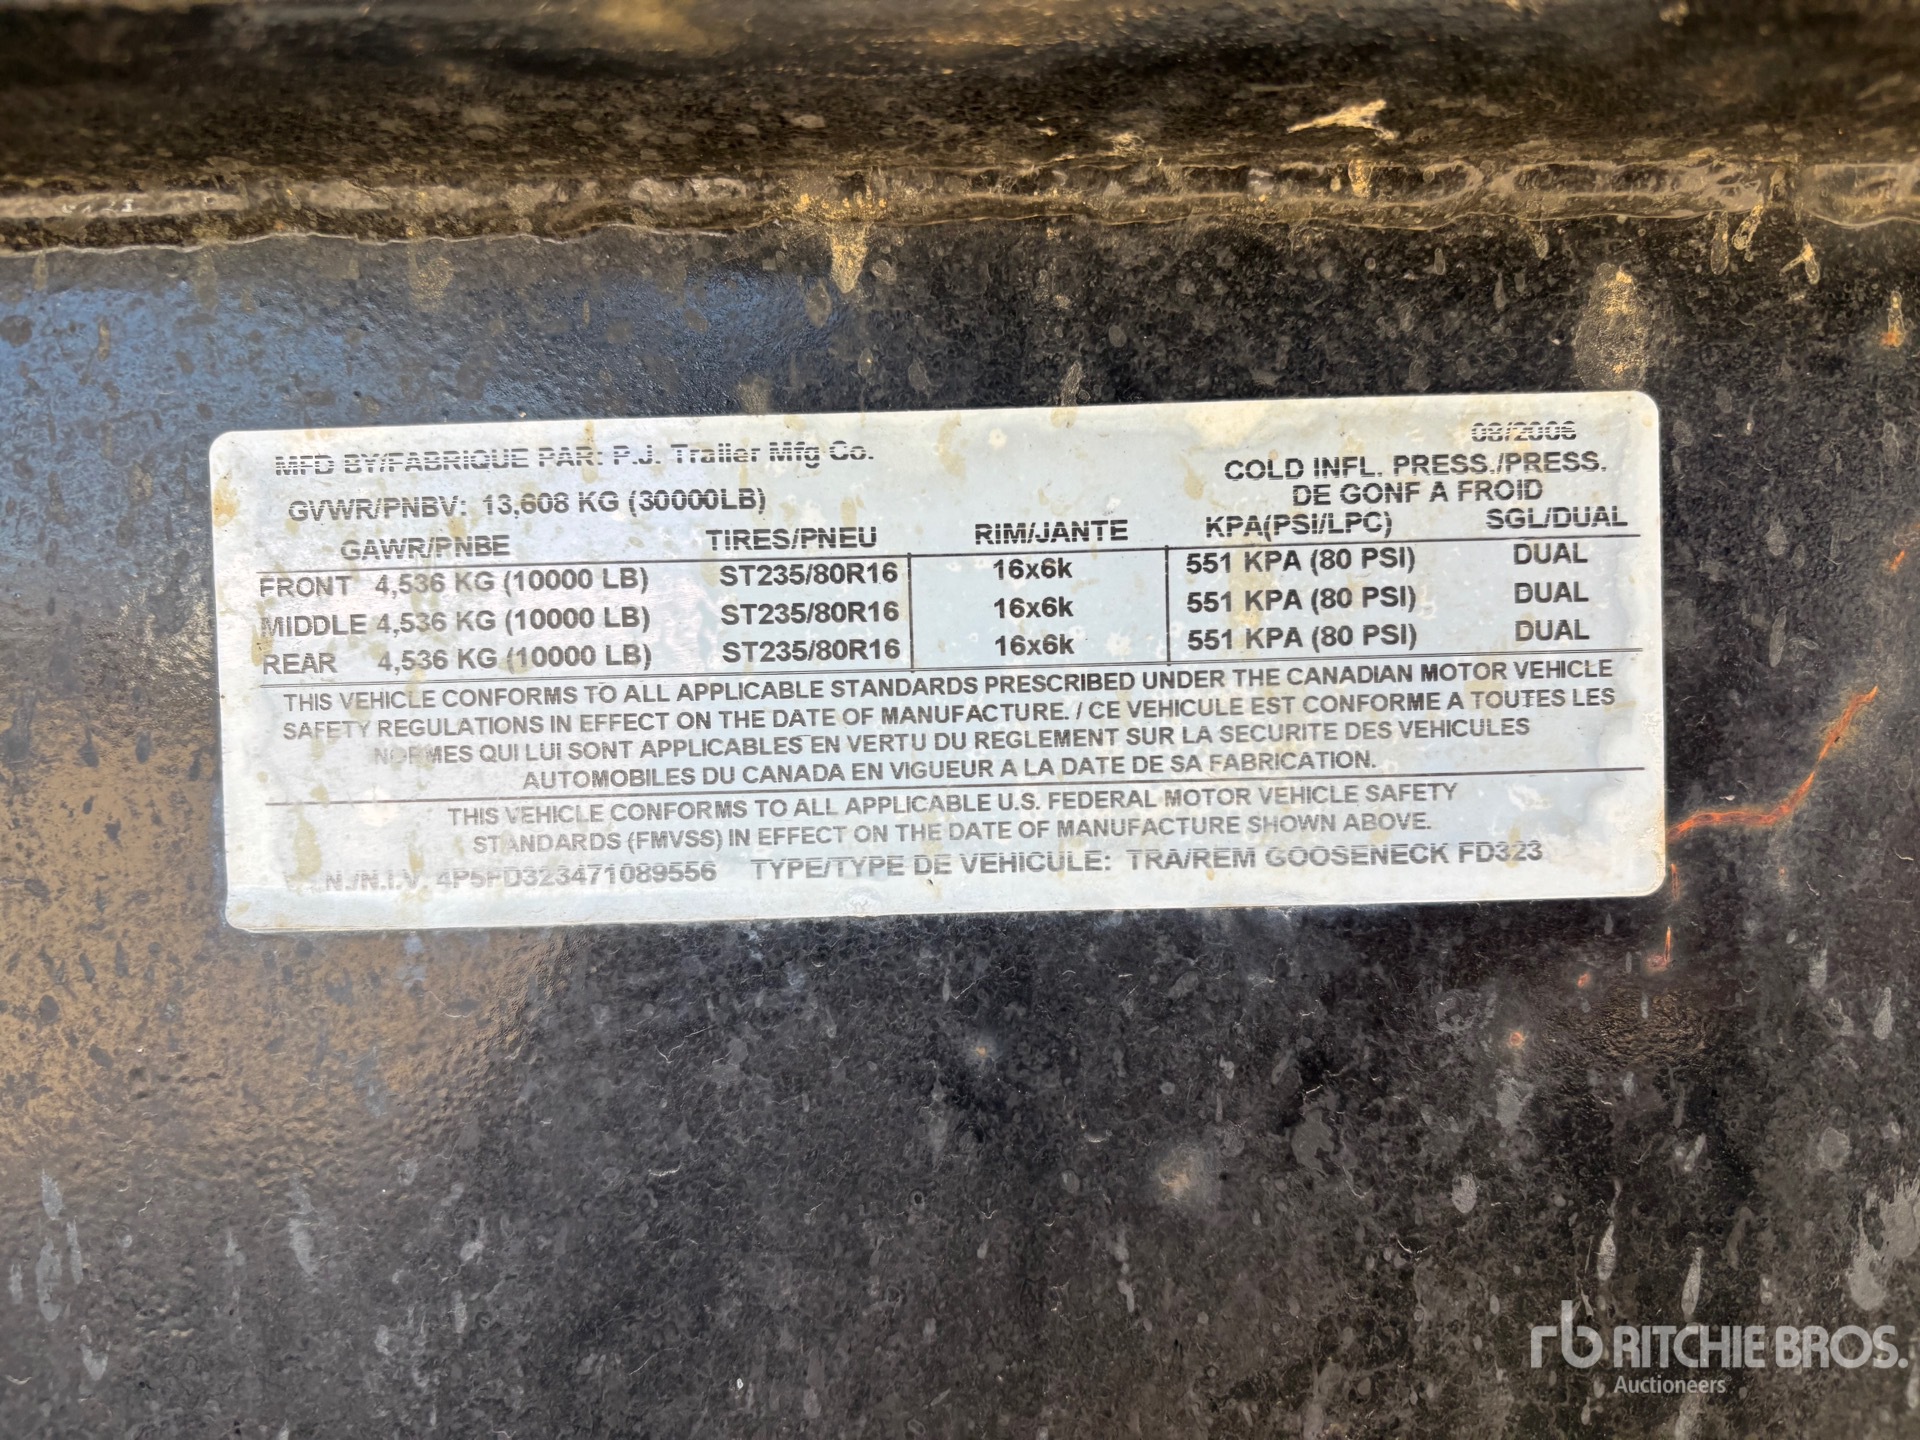 08/2006
MFD BY/FABRIQUE PAR: P.J. Trailer Mfg Co.
COLD INFL. PRESS./PRESS.
GVWR/PNBV: 13,608 KG (30000LB)
DE GONF A FROID
GAWR/PNBE TIRES/PNEU RIM/JANTE KPA(PSI/LPC) SGL/DUAL
FRONT 4,536 KG (10000 LB) ST235/80R16 16x6k 551 KPA (80 PSI) DUAL
MIDDLE 4,536 KG (10000 LB) ST235/80R16 16x6k 551 KPA (80 PSI) DUAL
REAR 4,536 KG (10000 LB) ST235/80R16 16x6k 551 KPA (80 PSI) DUAL
THIS VEHICLE CONFORMS TO ALL APPLICABLE STANDARDS PRESCRIBED UNDER THE CANADIAN MOTOR VEHICLE
SAFETY REGULATIONS IN EFFECT ON THE DATE OF MANUFACTURE. / CE VEHICULE EST CONFORME A TOUTES LES
NORMES QUI LUI SONT APPLICABLES EN VERTU DU REGLEMENT SUR LA SECURITE DES VEHICULES
AUTOMOBILES DU CANADA EN VIGUEUR A LA DATE DE SA FABRICATION.
THIS VEHICLE CONFORMS TO ALL APPLICABLE U.S. FEDERAL MOTOR VEHICLE SAFETY
STANDARDS (FMVSS) IN EFFECT ON THE DATE OF MANUFACTURE SHOWN ABOVE.
4P5FD323471089556 TYPE/TYPE DE VEHICULE: TRA/REM GOOSENECK FD323
rb RITCHIE BROS.
Auctioneers